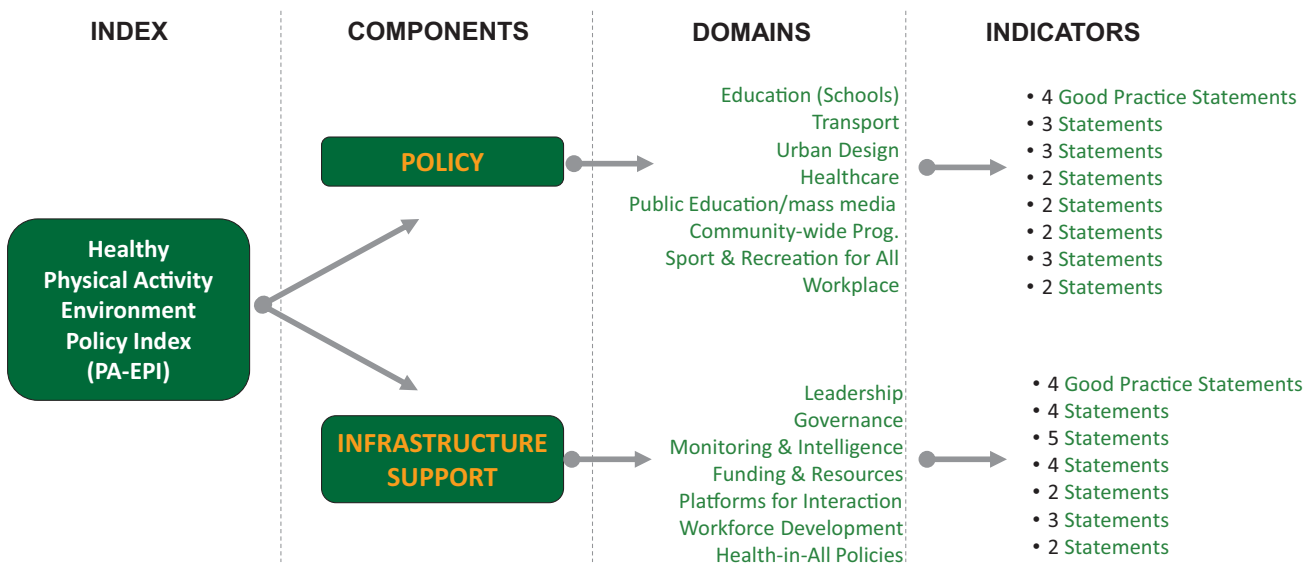 INDEX
COMPONENTS
DOMAINS
INDICATORS
Healthy
Physical Activity
Environment
Policy Index
(PA-EPI)
POLICY
Education (Schools)
Transport
Urban Design
Healthcare
Public Education/mass media
Community-wide Prog.
Sport & Recreation for All
Workplace
• 4 Good Practice Statements
• 3 Statements
• 3 Statements
• 2 Statements
• 2 Statements
• 2 Statements
• 3 Statements
• 2 Statements
INFRASTRUCTURE
SUPPORT
Leadership
Governance
Monitoring & Intelligence
Funding & Resources
Platforms for Interaction
Workforce Development
Health-in-All Policies
• 4 Good Practice Statements
• 4 Statements
• 5 Statements
• 4 Statements
• 2 Statements
• 3 Statements
• 2 Statements